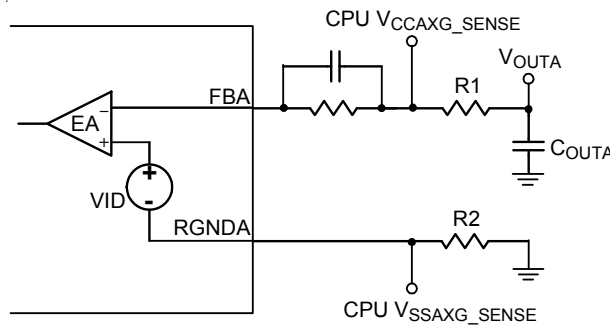 CPU VCCAXG_SENSE
VOUTA
R1
FBA
EA
−
+
COUTA
+
-
VID
RGNDA
R2
CPU VSSAXG_SENSE